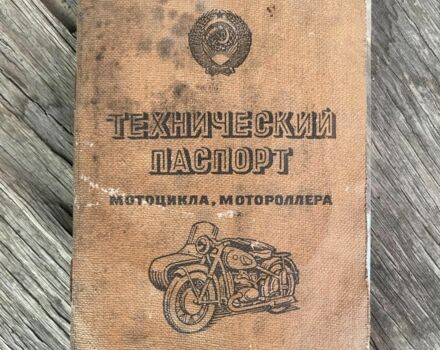 ТЕХНИЧЕСКИЙ
ПАСПОРТ
МОТОЦИКЛА, МОТОРОЛЛЕРА